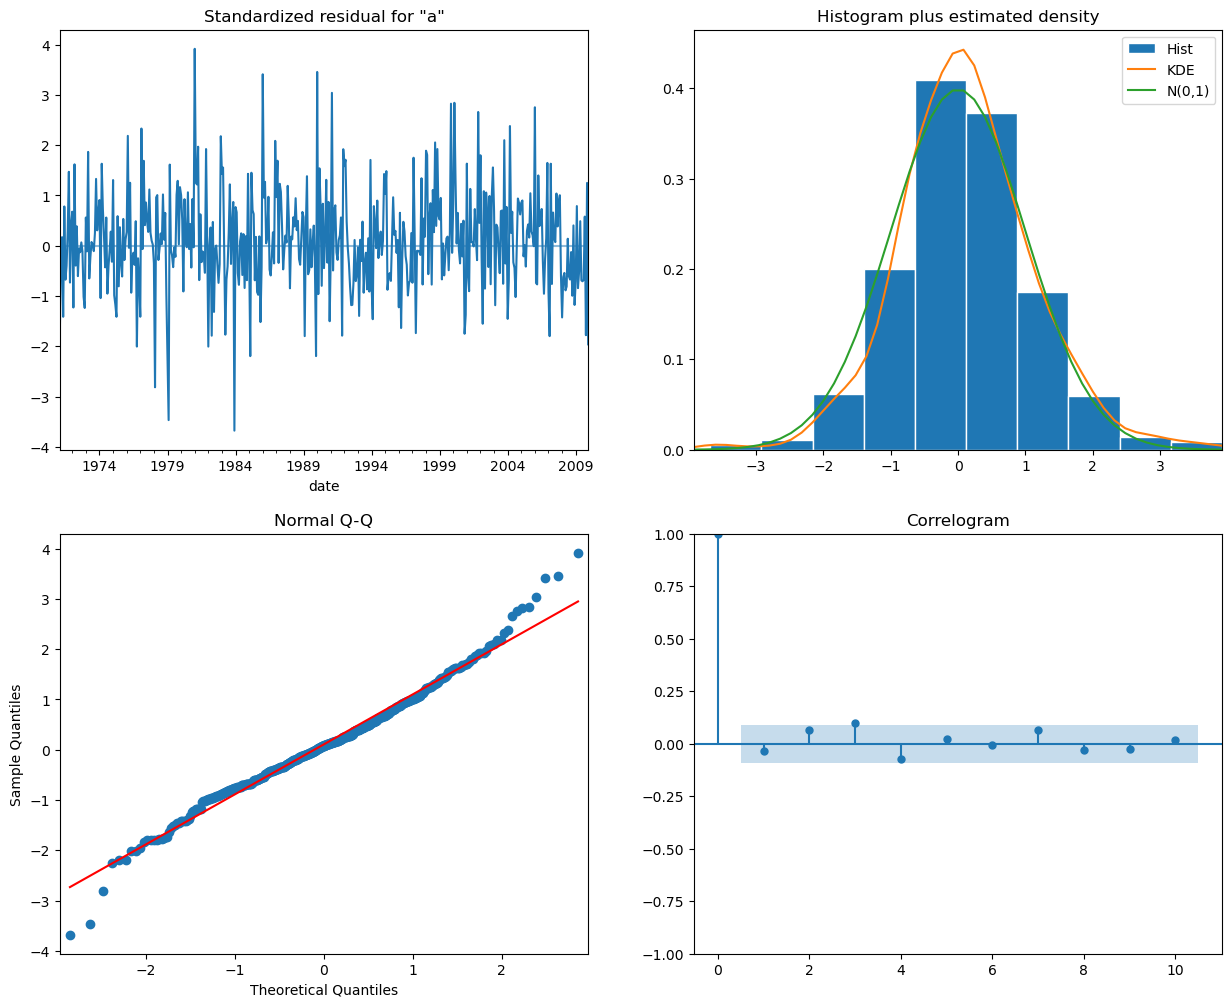 Standardized residual for "a"
4
3
2
1
0
−1
−2
−3
−4
1974 1979 1984 1989 1994 1999 2004 2009
date
Histogram plus estimated density
Hist
KDE
N(0,1)
0.4
0.3
0.2
0.1
0.0
−3 −2 −1 0 1 2 3
Normal Q-Q
Sample Quantiles
4
3
2
1
0
−1
−2
−3
−4
−2 −1 0 1 2
Theoretical Quantiles
Correlogram
1.00
0.75
0.50
0.25
0.00
−0.25
−0.50
−0.75
−1.00
0 2 4 6 8 10